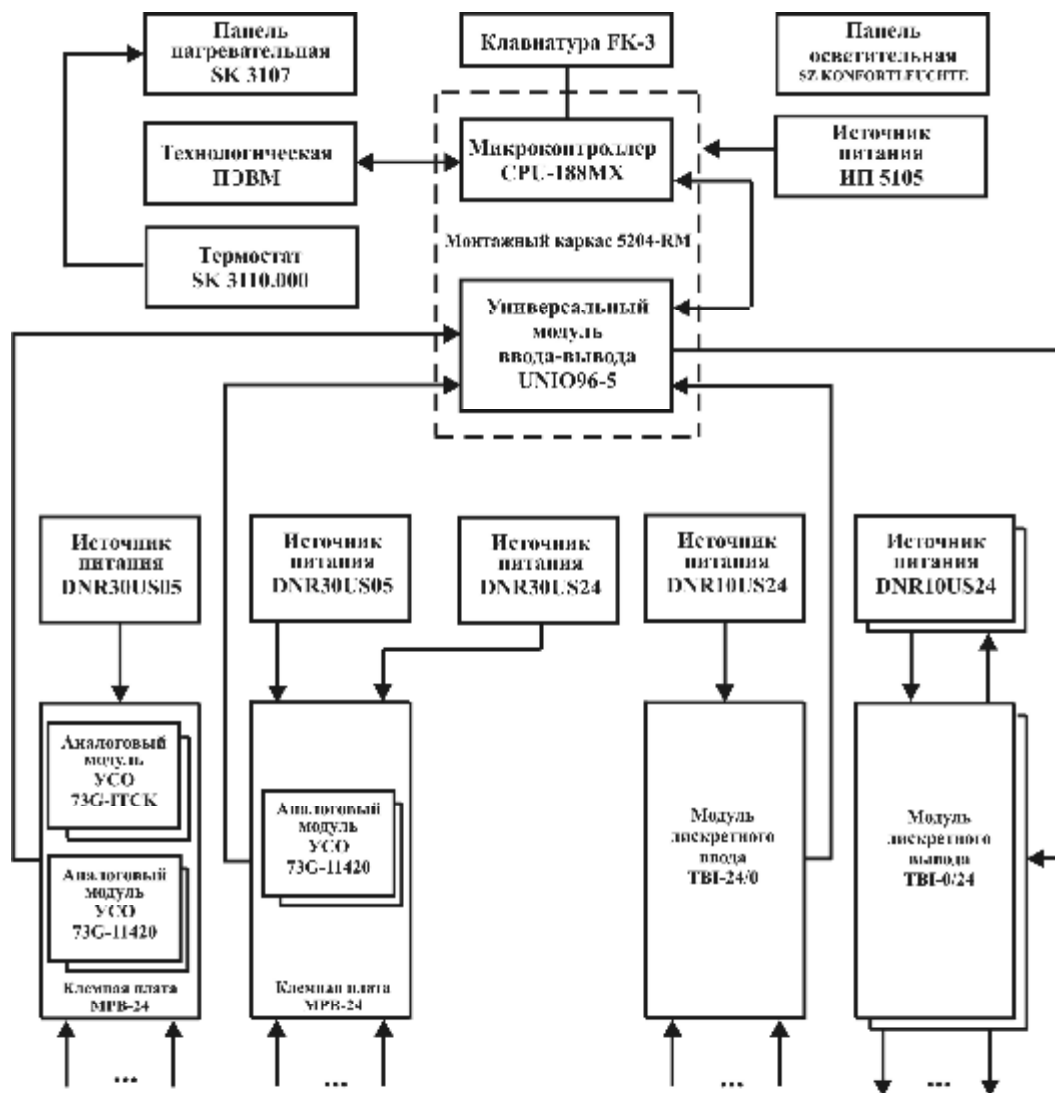 Панель
нагревательная
SK 3107
Клавиатура FK-3
Панель
осветительная
SZ KONFORTLEUCHTE
Технологическая
ПЭВМ
Микроконтроллер
CPU-188MX
Источник
питания
ИП 5105
Термостат
SK 3110.000
Монтажный каркас 5204-RM
Универсальный
модуль
ввода-вывода
UNIO96-5
Источник
питания
DNR30US05
Источник
питания
DNR30US05
Источник
питания
DNR30US24
Источник
питания
DNR10US24
Источник
питания
DNR10US24
Аналоговый
модуль
УСО
73G-ITCK
Аналоговый
модуль
УСО
73G-11420
Клемная плата
МРВ-24
Аналоговый
модуль
УСО
73G-11420
Клемная плата
МРВ-24
Модуль
дискретного
ввода
TBI-24/0
Модуль
дискретного
вывода
TBI-0/24
...
...
...
...